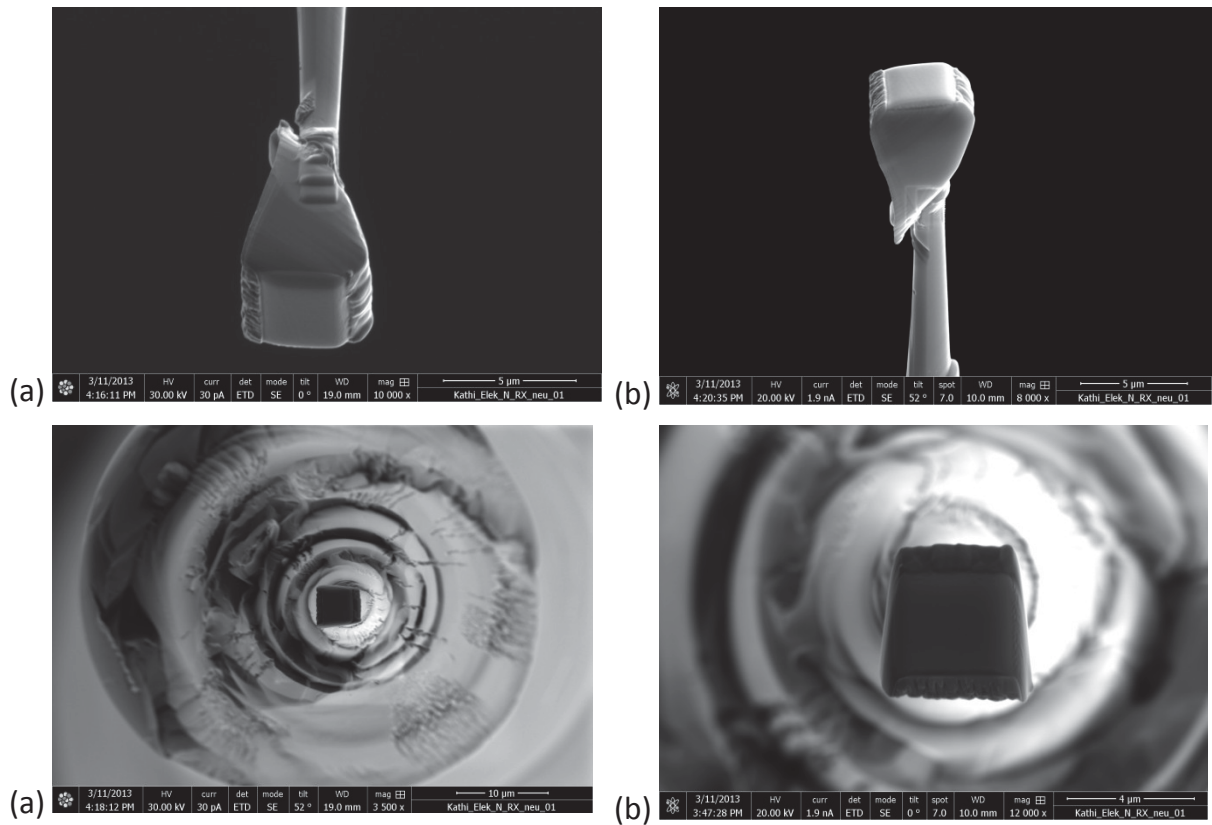 (a)
3/11/2013 4:16:11 PM HV 30.00 kV curr 30 pA det ETD mode SE tilt 0 ° WD 19.0 mm mag 10 000 x 5 µm Kathi_Elek_N_RX_neu_01
(b)
3/11/2013 4:20:35 PM HV 20.00 kV curr 1.9 nA det ETD mode SE tilt 52 ° spot 7.0 WD 10.0 mm mag 8 000 x 5 µm Kathi_Elek_N_RX_neu_01
(a)
3/11/2013 4:18:12 PM HV 30.00 kV curr 30 pA det ETD mode SE tilt 52 ° WD 19.0 mm mag 3 500 x 10 µm Kathi_Elek_N_RX_neu_01
(b)
3/11/2013 3:47:28 PM HV 20.00 kV curr 1.9 nA det ETD mode SE tilt 0 ° spot 7.0 WD 10.0 mm mag 12 000 x 4 µm Kathi_Elek_N_RX_neu_01